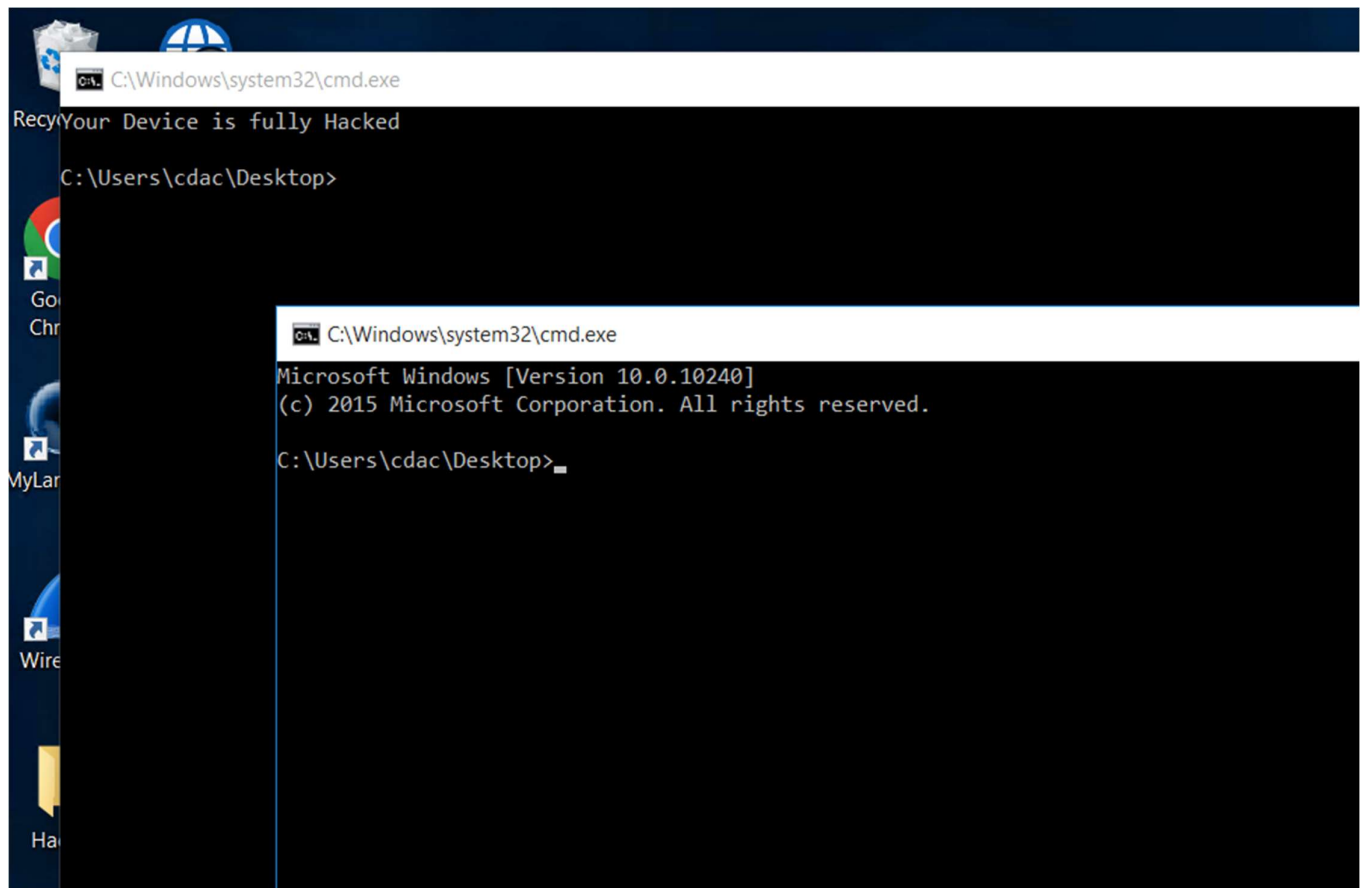 C:\Windows\system32\cmd.exe
Your Device is fully Hacked
C:\Users\cdac\Desktop>
C:\Windows\system32\cmd.exe
Microsoft Windows [Version 10.0.10240]
(c) 2015 Microsoft Corporation. All rights reserved.
C:\Users\cdac\Desktop>